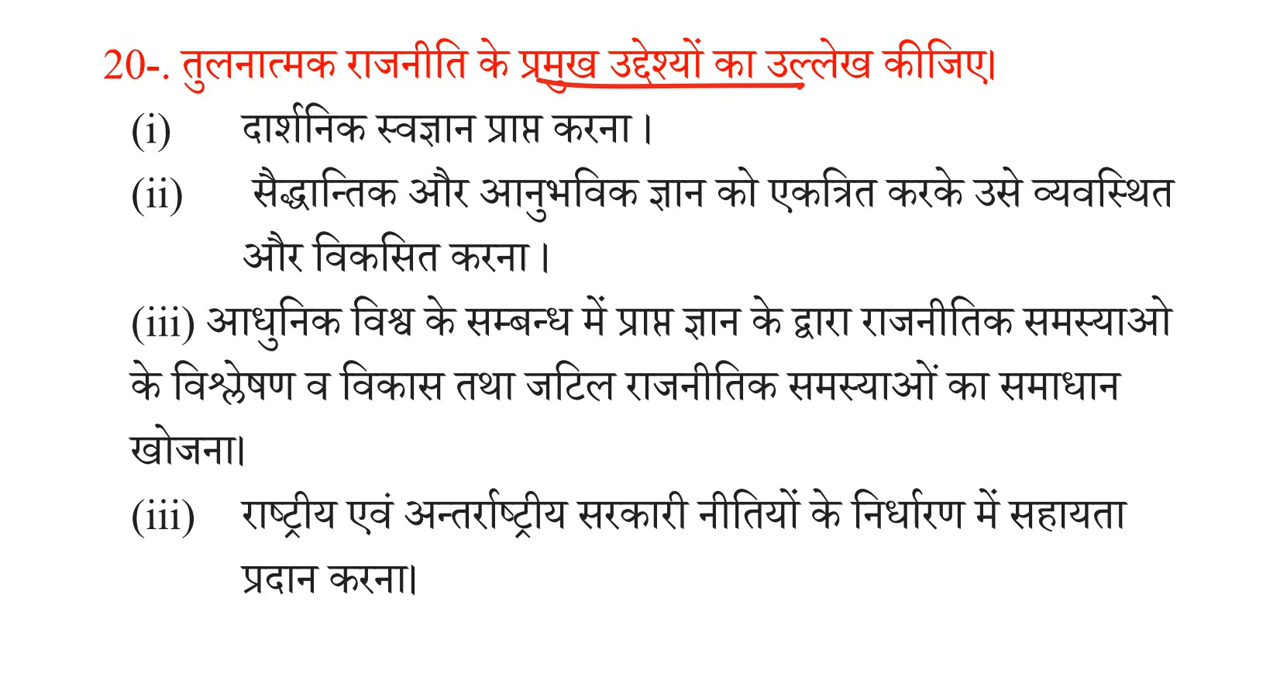 20-. तुलनात्मक राजनीति के प्रमुख उद्देश्यों का उल्लेख कीजिए।
(i) दार्शनिक स्वज्ञान प्राप्त करना ।
(ii) सैद्धान्तिक और आनुभविक ज्ञान को एकत्रित करके उसे व्यवस्थित
और विकसित करना ।
(iii) आधुनिक विश्व के सम्बन्ध में प्राप्त ज्ञान के द्वारा राजनीतिक समस्याओ
के विश्लेषण व विकास तथा जटिल राजनीतिक समस्याओं का समाधान
खोजना।
(iii) राष्ट्रीय एवं अन्तर्राष्ट्रीय सरकारी नीतियों के निर्धारण में सहायता
प्रदान करना।